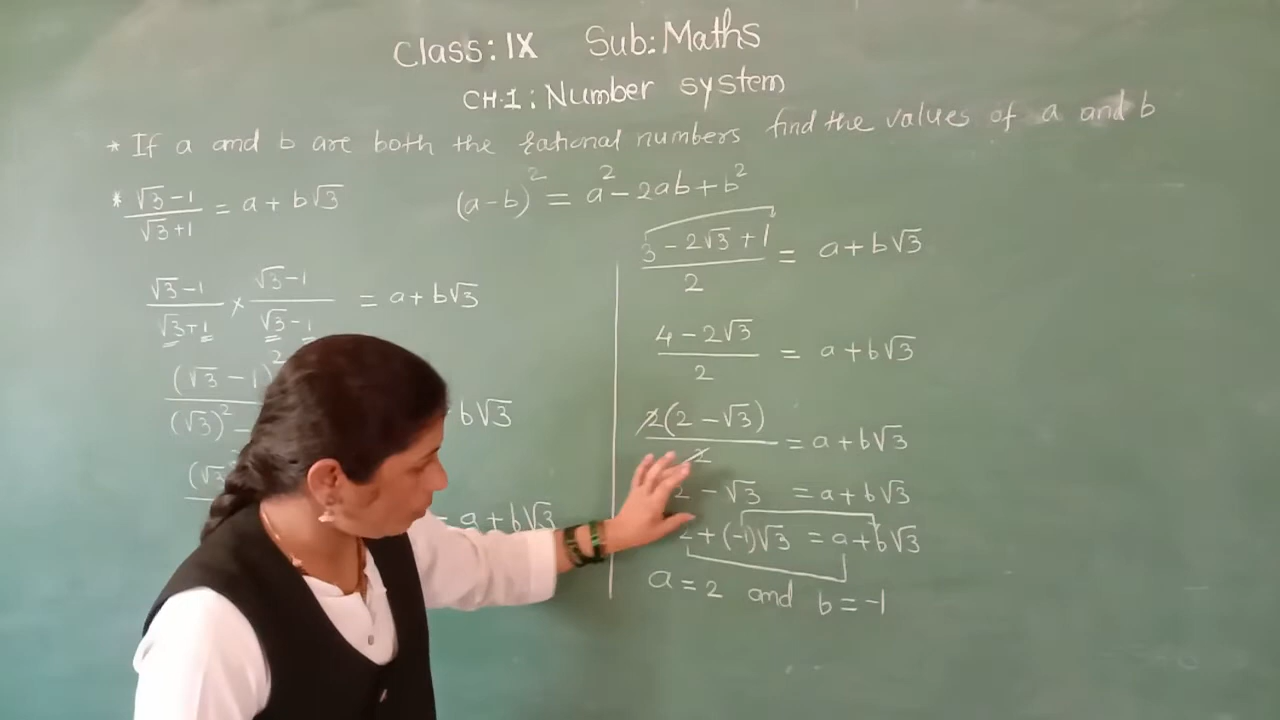 Class: IX Sub: Maths
CH.1: Number system
* If a and b are both the rational numbers find the values of a and b
* (√3-1)/(√3+1) = a+b√3
(a-b)² = a²-2ab+b²
(√3-1)/(√3+1) × (√3-1)/(√3-1) = a+b√3
(√3-1)²
(√3)² - b√3
(√3
= a+b√3
(3-2√3+1)/2 = a+b√3
(4-2√3)/2 = a+b√3
2(2-√3)/2 = a+b√3
2-√3 = a+b√3
2+(-1)√3 = a+b√3
a=2 and b=-1